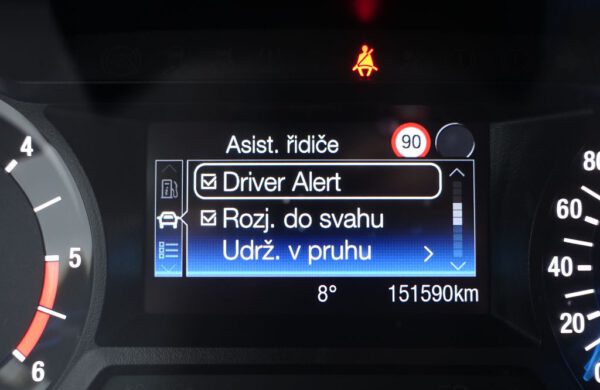 Asist. řidiče
90
Driver Alert
Rozj. do svahu
Udrž. v pruhu
8°
151590km
4
5
6
80
60
40
20
0